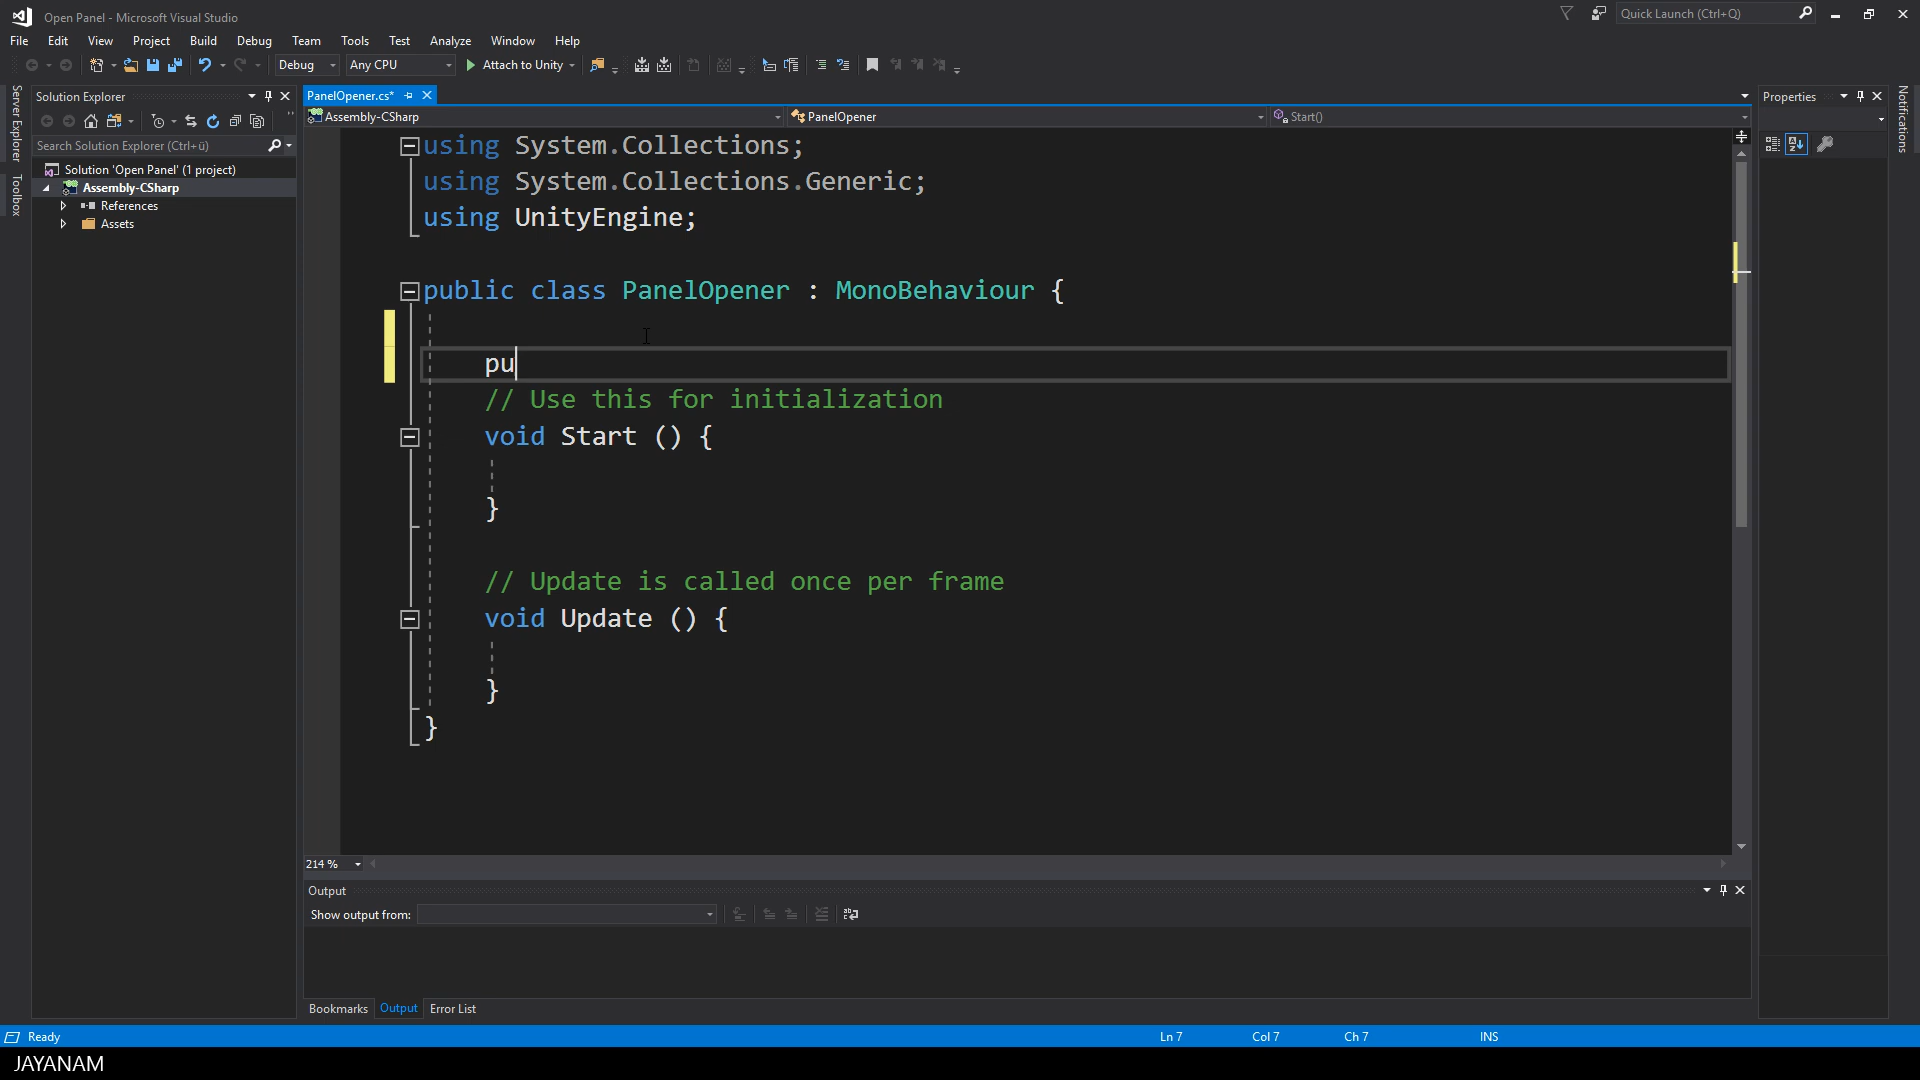 Open Panel - Microsoft Visual Studio
Quick Launch (Ctrl+Q)
File Edit View Project Build Debug Team Tools Test Analyze Window Help
Debug Any CPU Attach to Unity
Server Explorer
Toolbox
Solution Explorer
Search Solution Explorer (Ctrl+ü)
Solution 'Open Panel' (1 project)
Assembly-CSharp
References
Assets
PanelOpener.cs*
Assembly-CSharp PanelOpener Start()
using System.Collections;
using System.Collections.Generic;
using UnityEngine;
public class PanelOpener : MonoBehaviour {
pu
// Use this for initialization
void Start () {
}
// Update is called once per frame
void Update () {
}
}
214 %
Output
Show output from:
Bookmarks Output Error List
Properties
Notifications
Ready Ln 7 Col 7 Ch 7 INS
JAYANAM